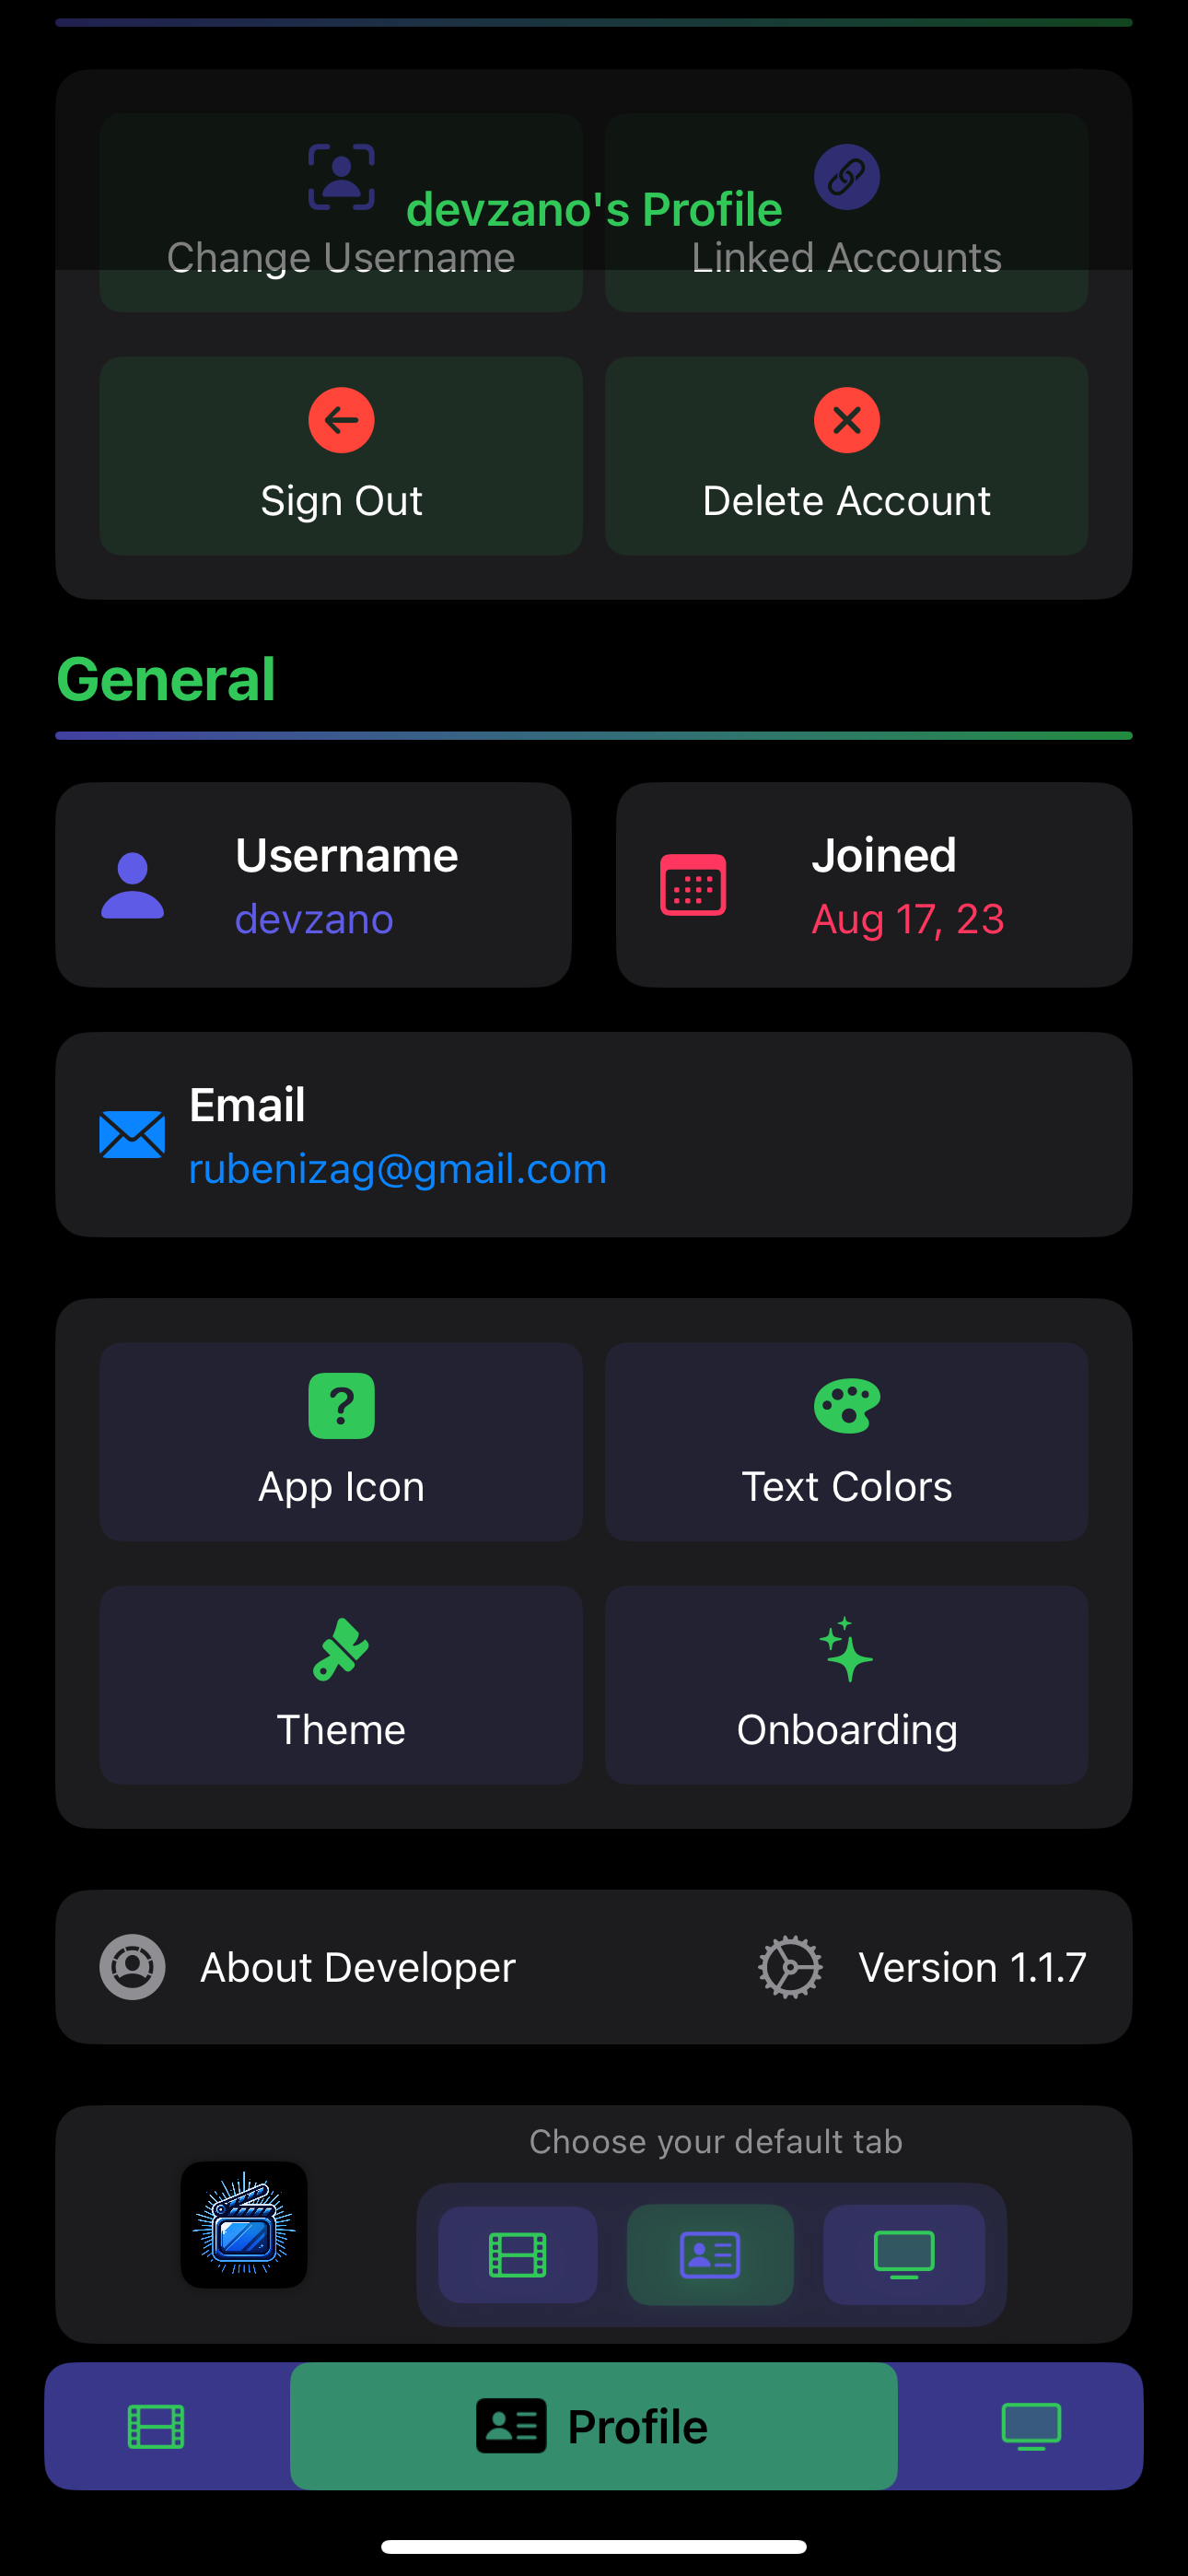 devzano's Profile
Change Username
Linked Accounts
Sign Out
Delete Account
General
Username
devzano
Joined
Aug 17, 23
Email
rubenizag@gmail.com
App Icon
Text Colors
Theme
Onboarding
About Developer
Version 1.1.7
Choose your default tab
Profile